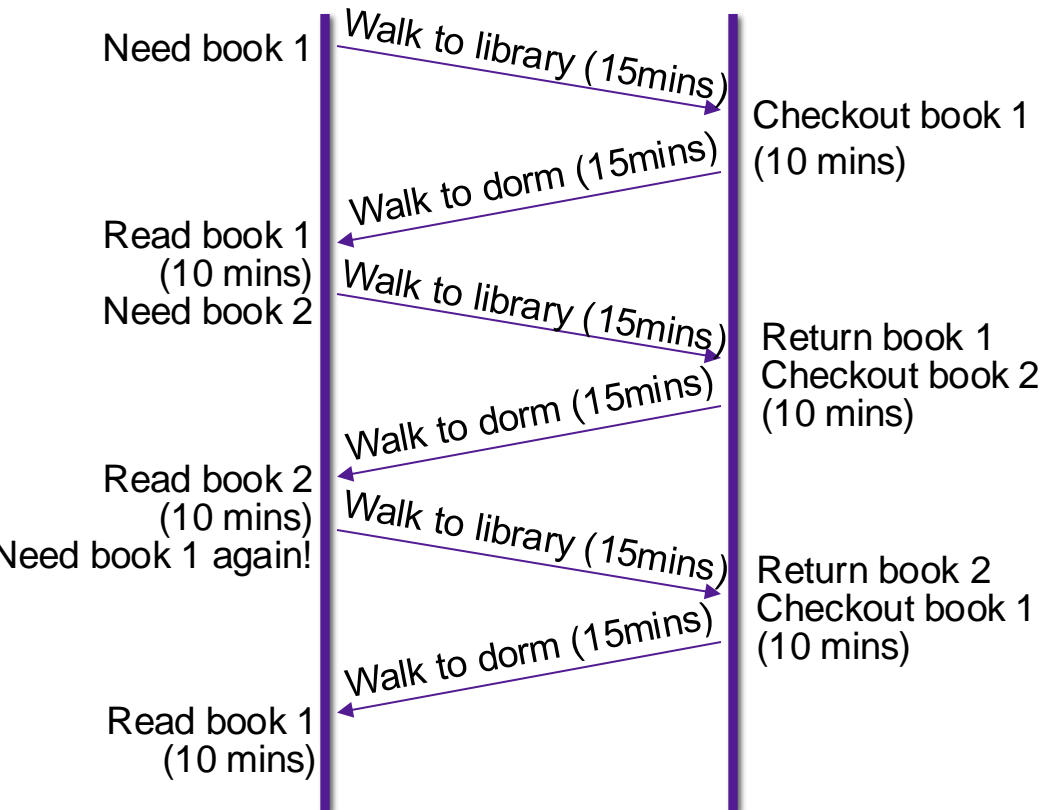 Need book 1
Walk to library (15mins)
Checkout book 1
(10 mins)
Walk to dorm (15mins)
Read book 1
(10 mins)
Need book 2
Walk to library (15mins)
Return book 1
Checkout book 2
(10 mins)
Walk to dorm (15mins)
Read book 2
(10 mins)
Need book 1 again!
Walk to library (15mins)
Return book 2
Checkout book 1
(10 mins)
Walk to dorm (15mins)
Read book 1
(10 mins)